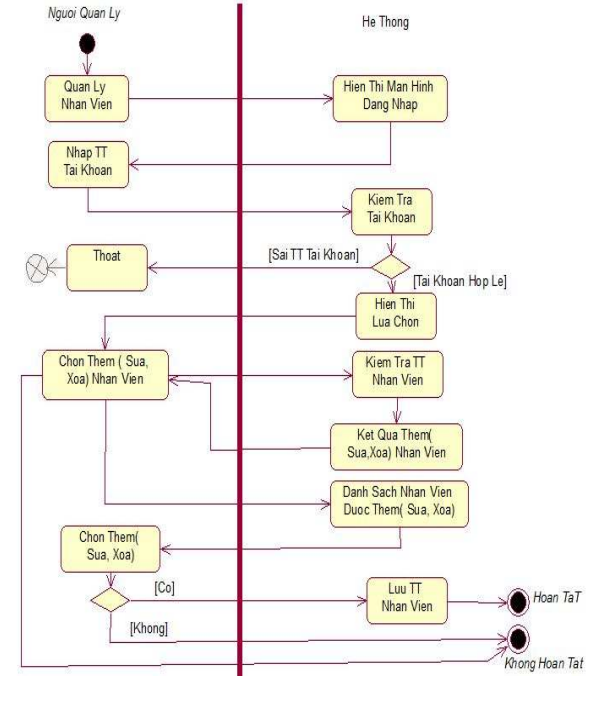 Nguoi Quan Ly
He Thong
Quan Ly
Nhan Vien
Hien Thi Man Hinh
Dang Nhap
Nhap TT
Tai Khoan
Kiem Tra
Tai Khoan
[Sai TT Tai Khoan]
Thoat
[Tai Khoan Hop Le]
Hien Thi
Lua Chon
Chon Them ( Sua,
Xoa) Nhan Vien
Kiem Tra TT
Nhan Vien
Ket Qua Them(
Sua,Xoa) Nhan Vien
Danh Sach Nhan Vien
Duoc Them( Sua, Xoa)
Chon Them(
Sua, Xoa)
[Co]
Luu TT
Nhan Vien
Hoan TaT
[Khong]
Khong Hoan Tat